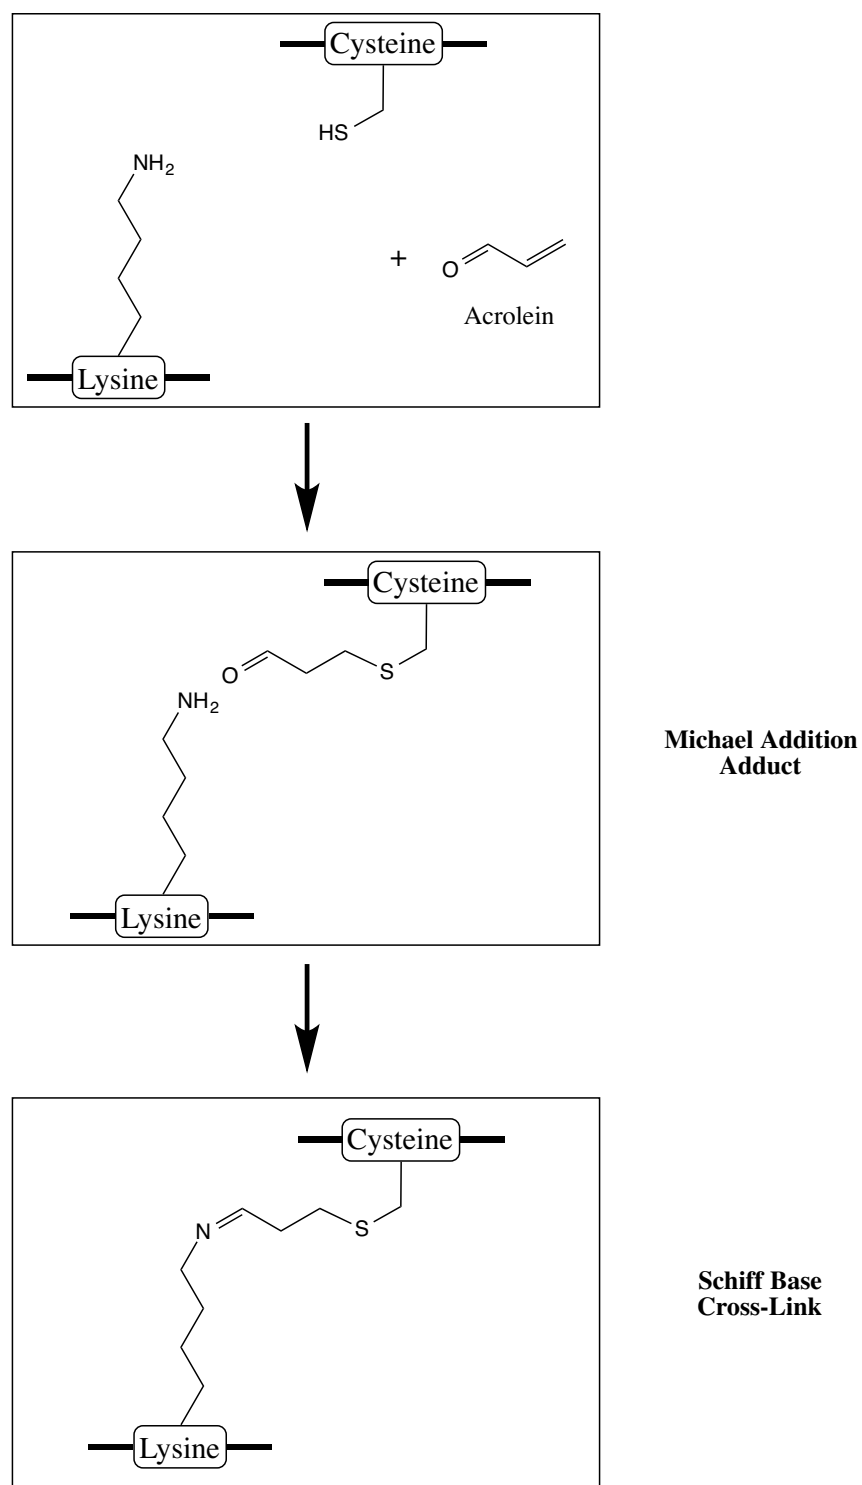 Cysteine
HS
NH2
+
O
Acrolein
Lysine
Cysteine
O
S
NH2
Michael Addition
Adduct
Lysine
Cysteine
N
S
Schiff Base
Cross-Link
Lysine